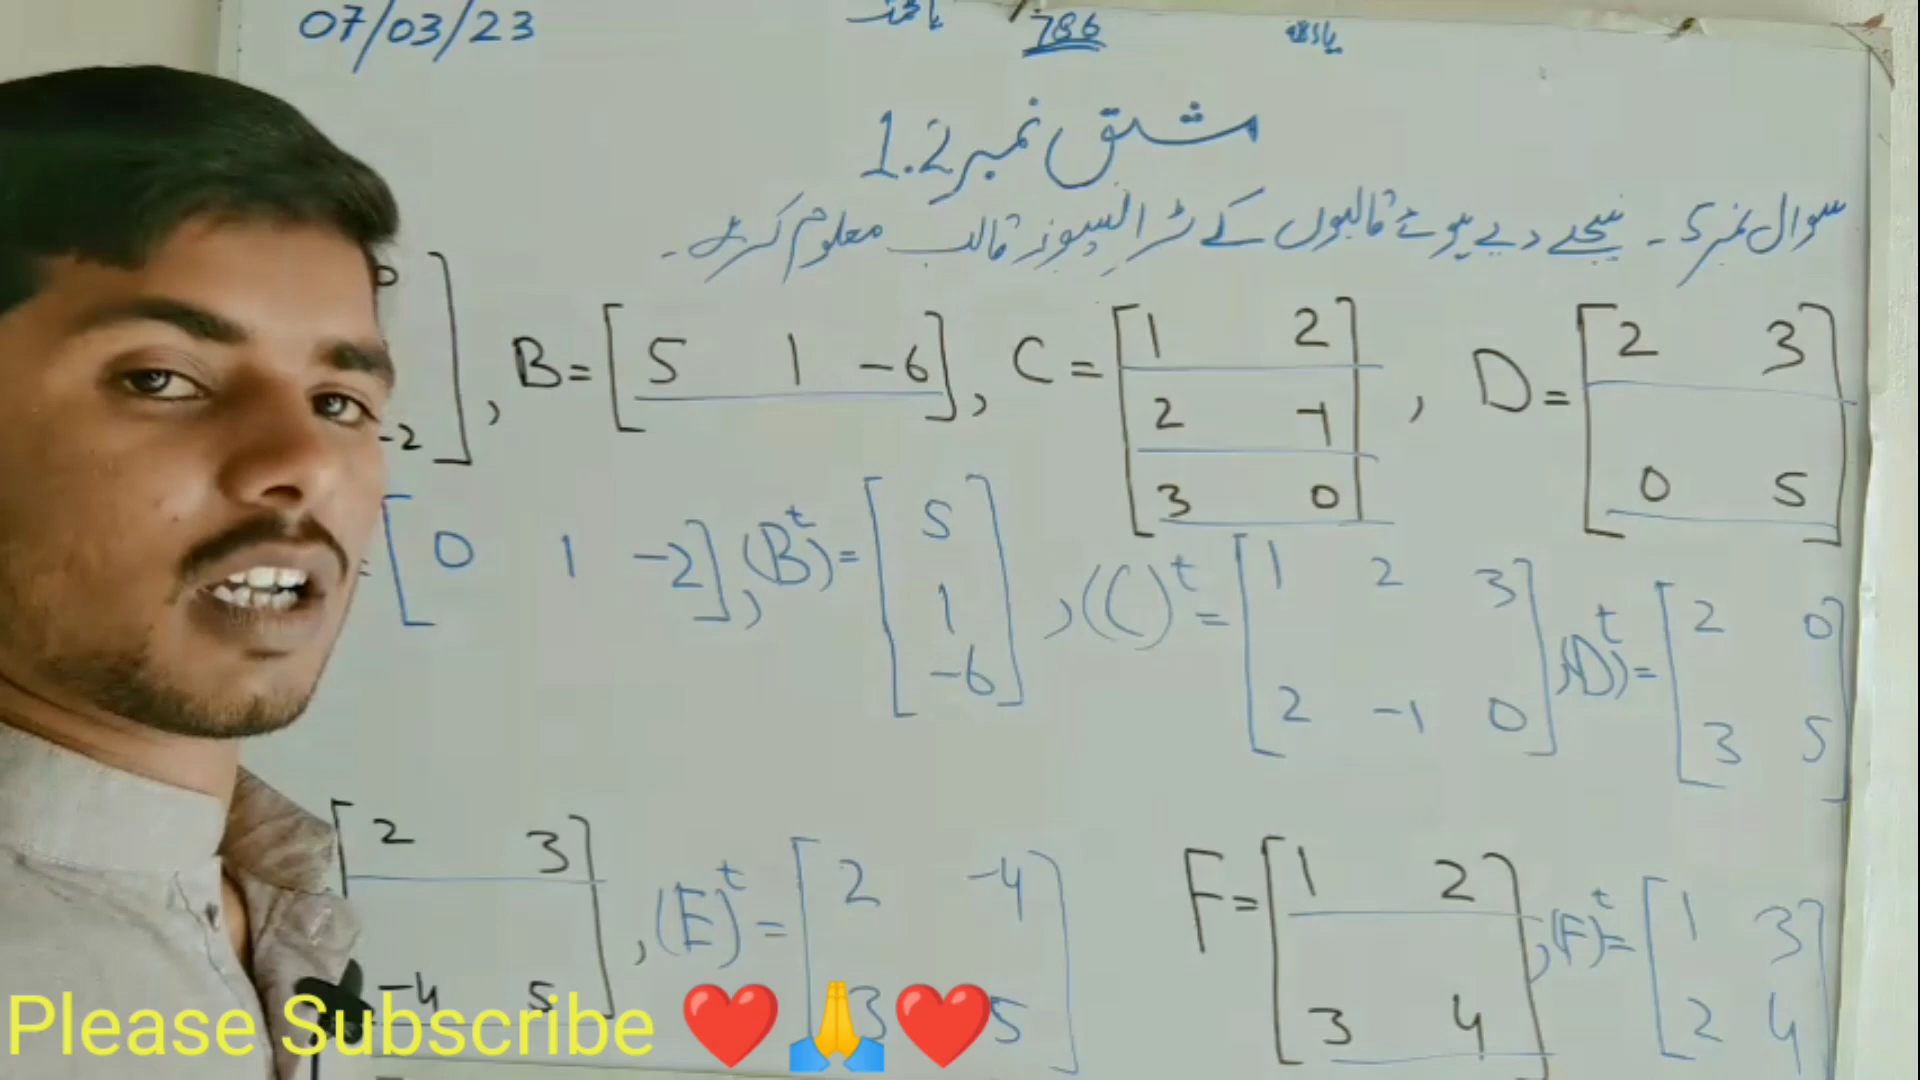 07/03/23 786
مشق نمبر 1.2
سوال نمبر 5۔ نیچے دیے ہوئے قالبوں کے ٹرانسپوز قالب معلوم کریں۔
0
-2 ] , B = [ 5 1 -6 ] , C = [ 1 2
2 -1
3 0 ] , D = [ 2 3
0 5 ]
= [ 0 1 -2 ] , (B)t = [ 5
1
-6 ] , (C)t = [ 1 2 3
2 -1 0 ] , (D)t = [ 2 0
3 5 ]
[ 2 3
-4 5 ] , (E)t = [ 2 -4
3 5 ] F = [ 1 2
3 4 ] , (F)t = [ 1 3
2 4 ]
Please Subscribe ❤️🙏❤️